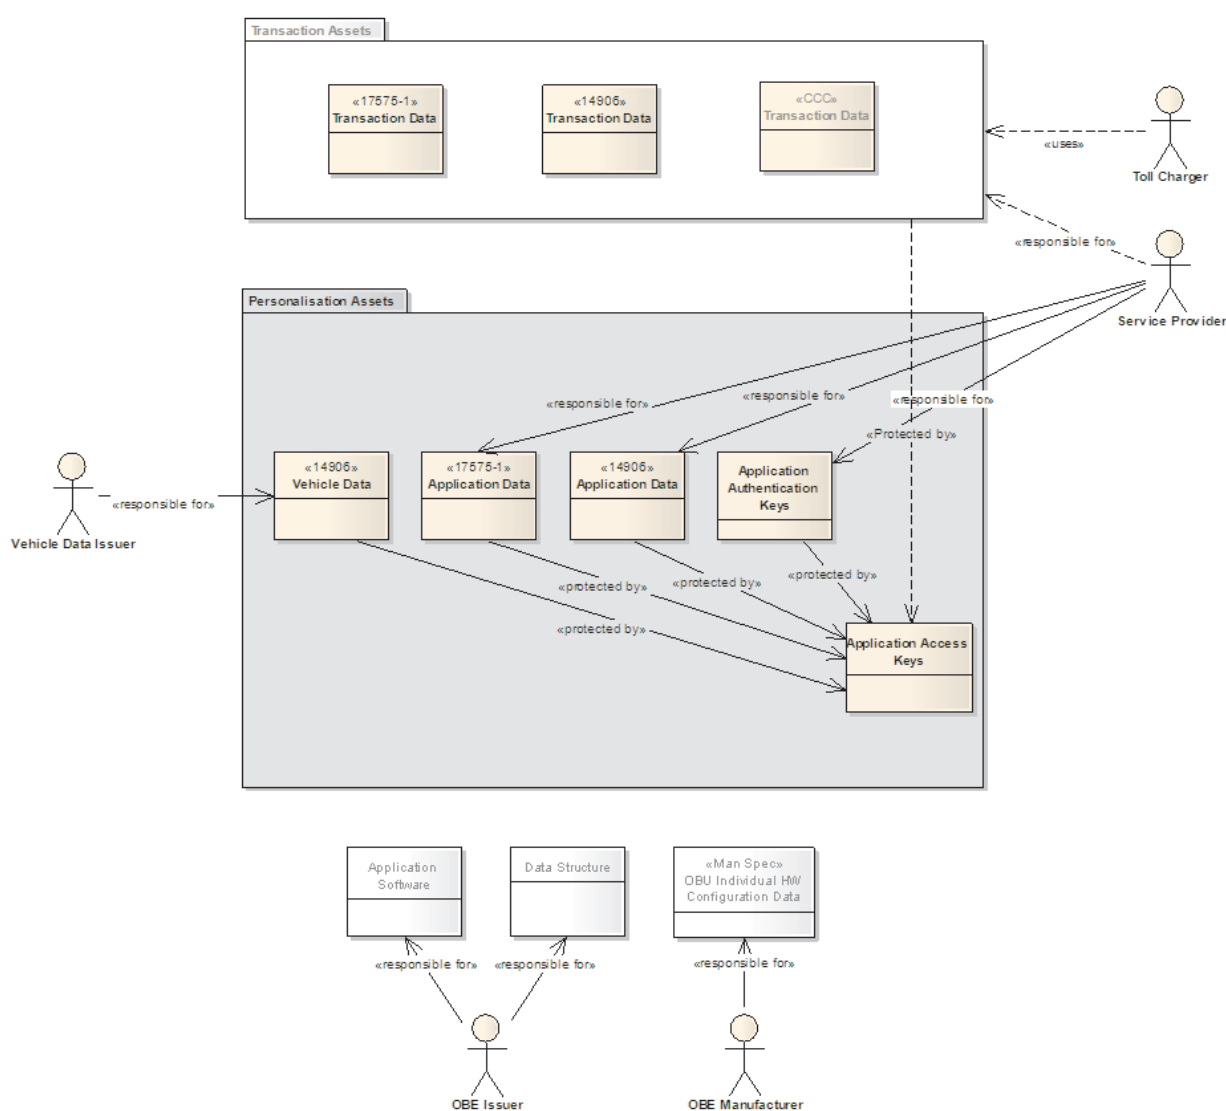 Transaction Assets
«17575-1»
Transaction Data
«14906»
Transaction Data
«CCC»
Transaction Data
«uses»
Toll Charger
«responsible for»
Service Provider
Personalisation Assets
«responsible for»
«responsible for»
«responsible for»
«Protected by»
«14906»
Vehicle Data
«17575-1»
Application Data
«14906»
Application Data
Application
Authentication
Keys
«responsible for»
Vehicle Data Issuer
«protected by»
«protected by»
«protected by»
«protected by»
Application Access
Keys
Application
Software
Data Structure
«Man Spec»
OBU Individual HW
Configuration Data
«responsible for»
«responsible for»
«responsible for»
OBE Issuer
OBE Manufacturer